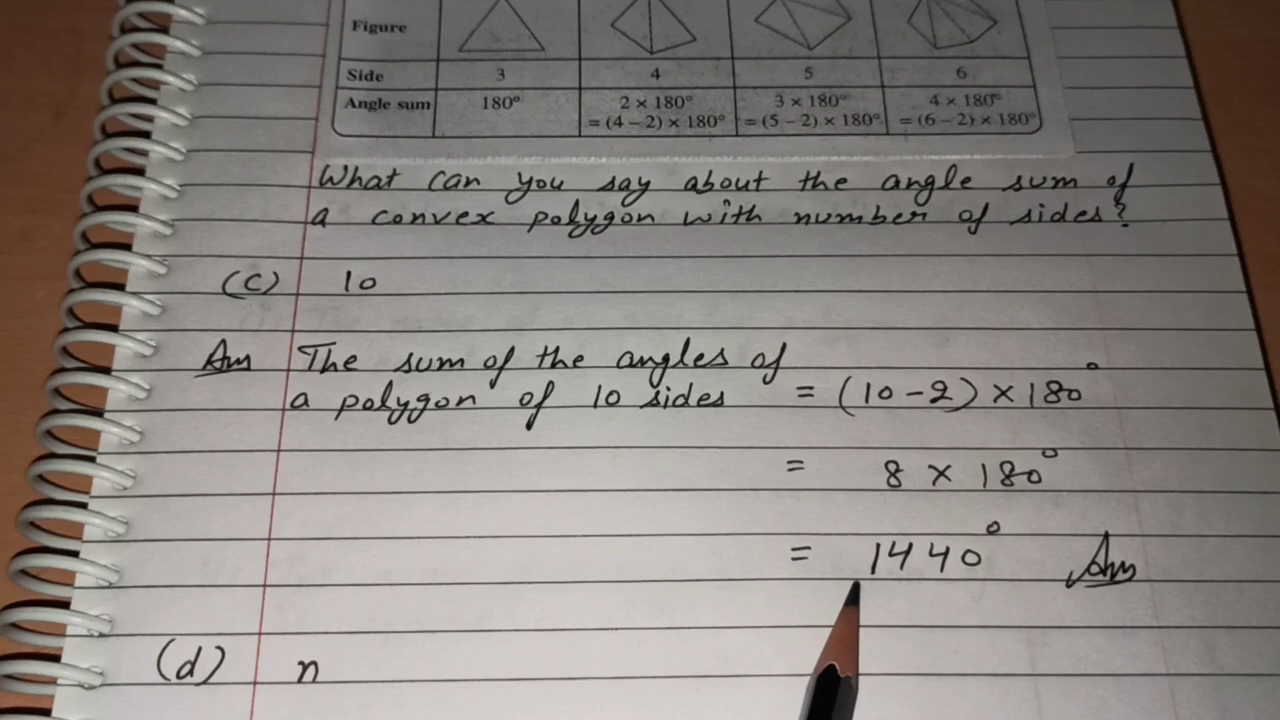 Figure
Side 3 4 5 6
Angle sum 180° 2 × 180° 3 × 180° 4 × 180°
= (4 – 2) × 180° = (5 – 2) × 180° = (6 – 2) × 180°
What can you say about the angle sum of
a convex polygon with number of sides?
(c) 10
Ans The sum of the angles of
a polygon of 10 sides = (10-2) × 180°
= 8 × 180°
= 1440° Ans
(d) n